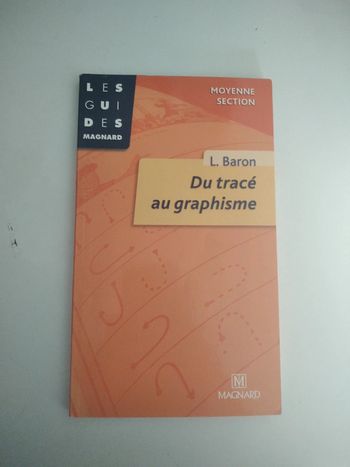 LES
GUI
DES
MAGNARD
MOYENNE
SECTION
L. Baron
Du tracé
au graphisme
M
MAGNARD